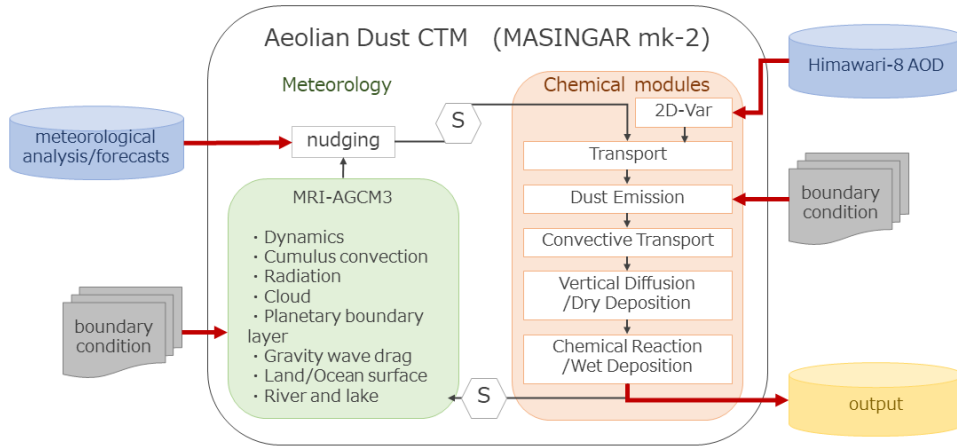 Aeolian Dust CTM (MASINGAR mk-2)
Meteorology
Chemical modules
Himawari-8 AOD
S
2D-Var
meteorological
analysis/forecasts
nudging
Transport
MRI-AGCM3
Dust Emission
boundary
condition
・Dynamics
・Cumulus convection
・Radiation
・Cloud
・Planetary boundary
layer
・Gravity wave drag
・Land/Ocean surface
・River and lake
Convective Transport
Vertical Diffusion
/Dry Deposition
boundary
condition
Chemical Reaction
/Wet Deposition
S
output